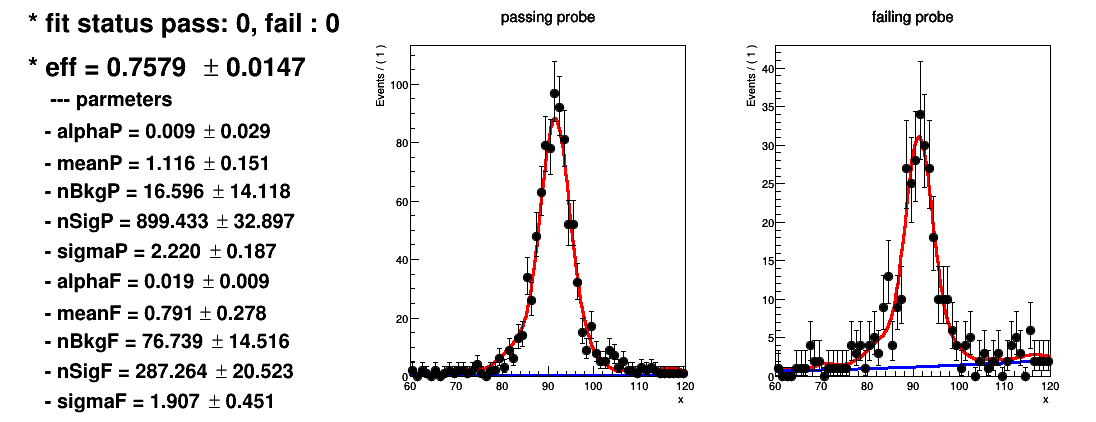 * fit status pass: 0, fail : 0
* eff = 0.7579 ± 0.0147
--- parmeters
- alphaP = 0.009 ± 0.029
- meanP = 1.116 ± 0.151
- nBkgP = 16.596 ± 14.118
- nSigP = 899.433 ± 32.897
- sigmaP = 2.220 ± 0.187
- alphaF = 0.019 ± 0.009
- meanF = 0.791 ± 0.278
- nBkgF = 76.739 ± 14.516
- nSigF = 287.264 ± 20.523
- sigmaF = 1.907 ± 0.451
passing probe
Events / ( 1 )
100
80
60
40
20
0
60 70 80 90 100 110 120
x
failing probe
Events / ( 1 )
40
35
30
25
20
15
10
5
0
60 70 80 90 100 110 120
x